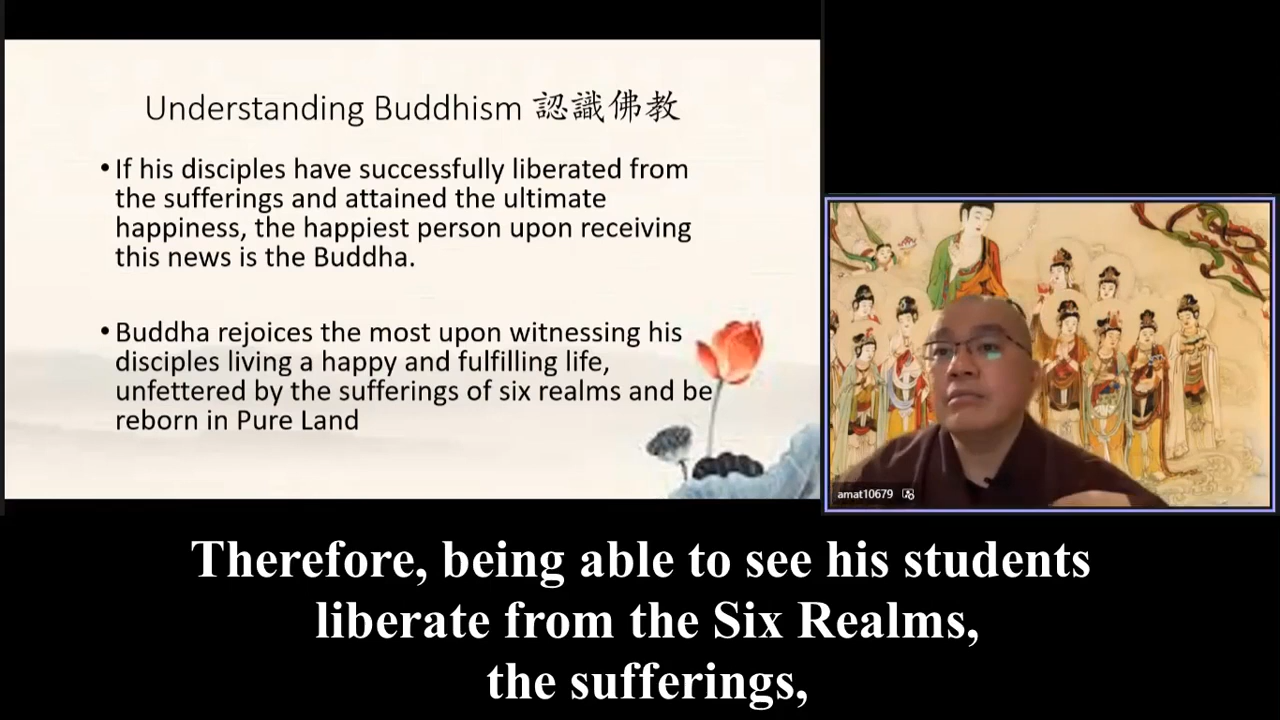 Understanding Buddhism 認識佛教
•If his disciples have successfully liberated from
the sufferings and attained the ultimate
happiness, the happiest person upon receiving
this news is the Buddha.
•Buddha rejoices the most upon witnessing his
disciples living a happy and fulfilling life,
unfettered by the sufferings of six realms and be
reborn in Pure Land
amat10679
Therefore, being able to see his students
liberate from the Six Realms,
the sufferings,